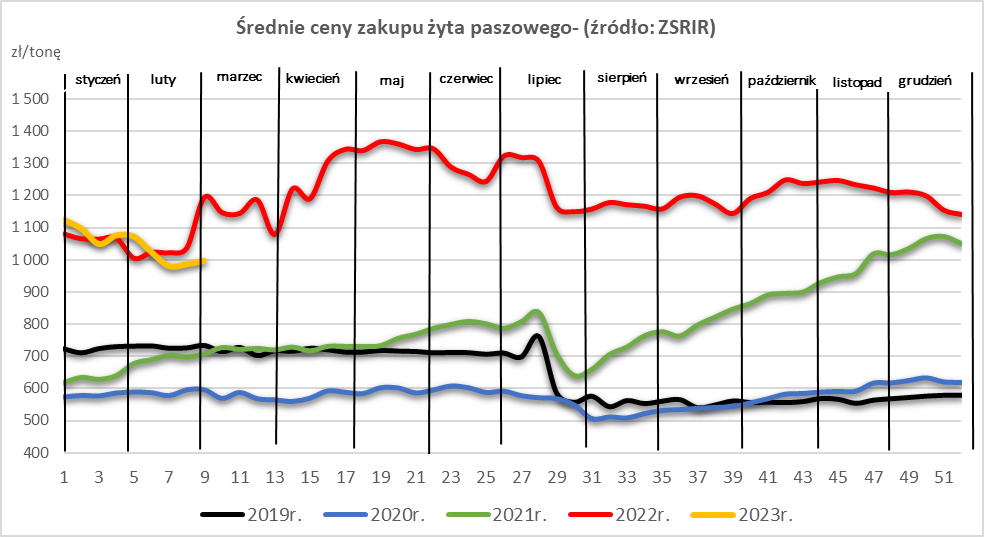 Średnie ceny zakupu żyta paszowego- (źródło: ZSRIR)
zł/tonę
styczeń luty marzec kwiecień maj czerwiec lipiec sierpień wrzesień październik listopad grudzień
1 500
1 400
1 300
1 200
1 100
1 000
900
800
700
600
500
400
1 3 5 7 9 11 13 15 17 19 21 23 25 27 29 31 33 35 37 39 41 43 45 47 49 51
2019r. 2020r. 2021r. 2022r. 2023r.